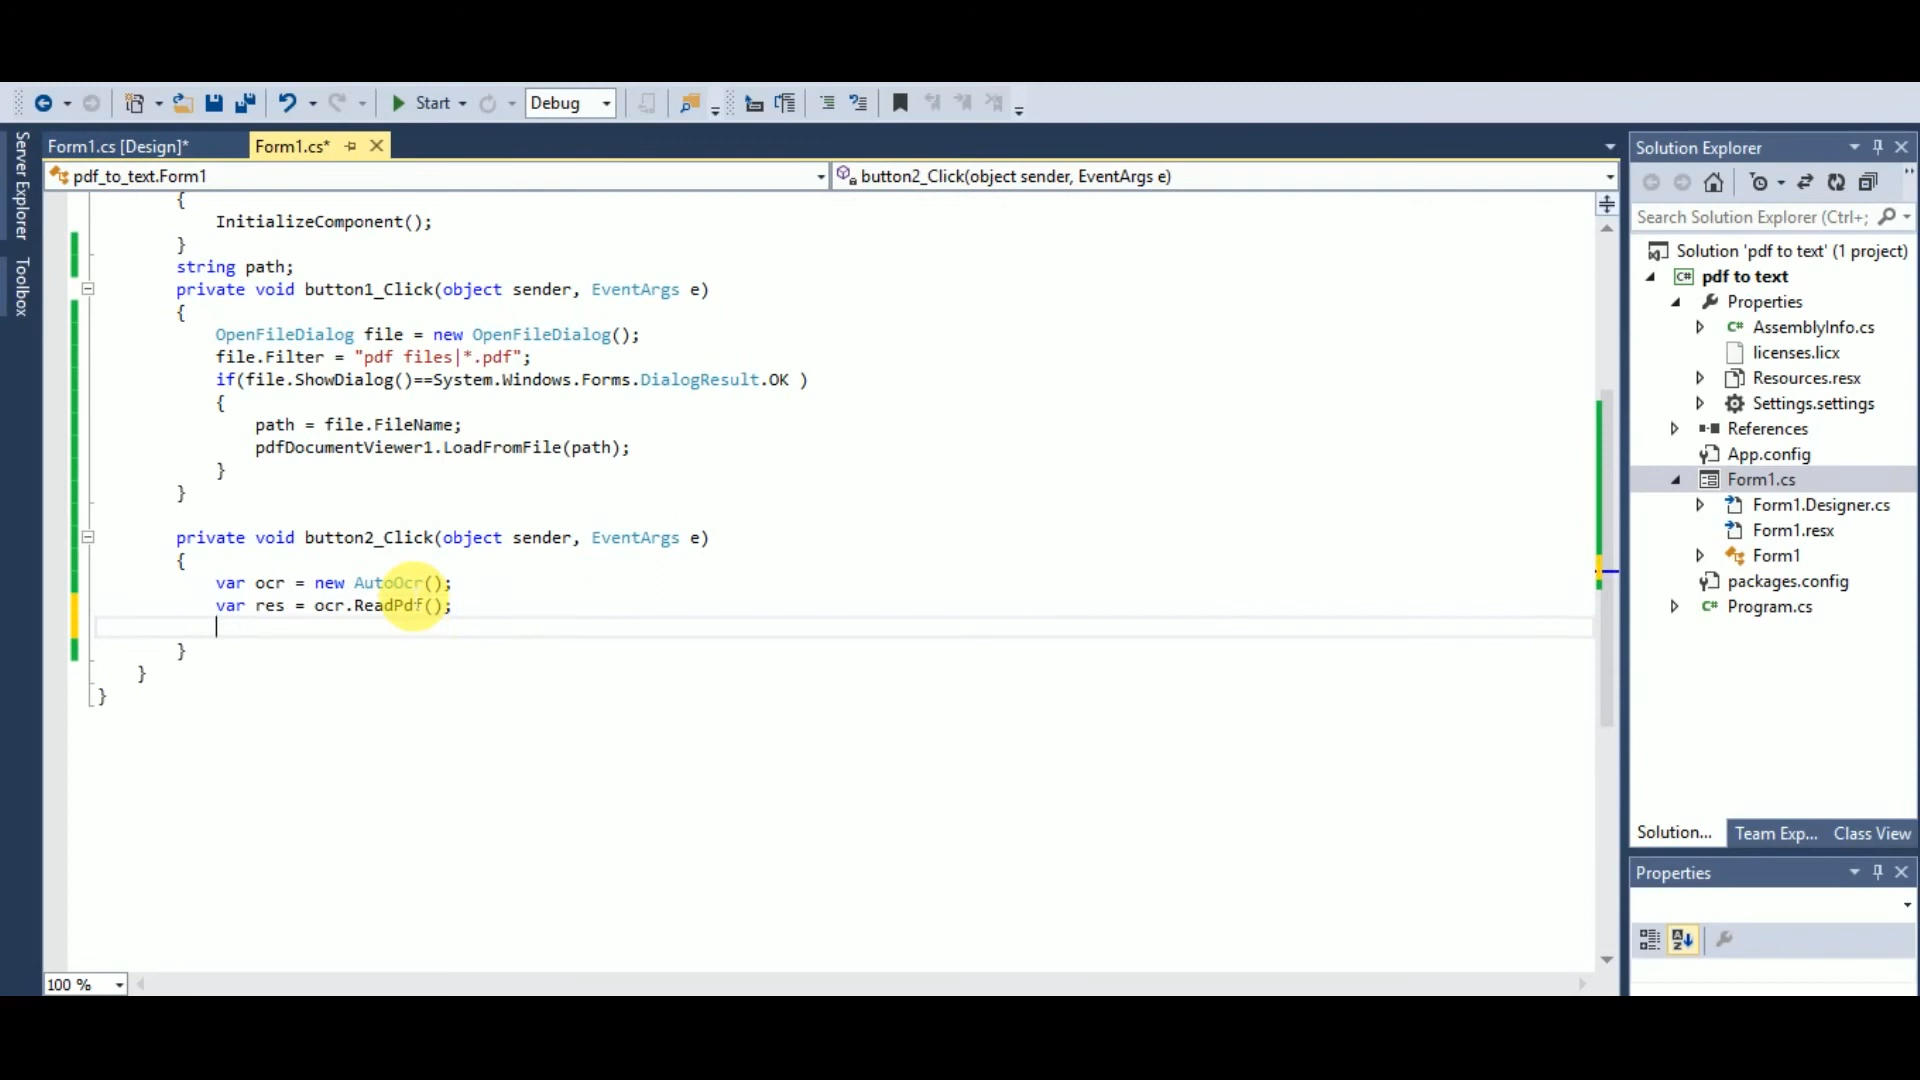 Start
Debug
Server Explorer
Toolbox
Form1.cs [Design]*
Form1.cs*
pdf_to_text.Form1
button2_Click(object sender, EventArgs e)
{
InitializeComponent();
}
string path;
private void button1_Click(object sender, EventArgs e)
{
OpenFileDialog file = new OpenFileDialog();
file.Filter = "pdf files|*.pdf";
if(file.ShowDialog()==System.Windows.Forms.DialogResult.OK )
{
path = file.FileName;
pdfDocumentViewer1.LoadFromFile(path);
}
}
private void button2_Click(object sender, EventArgs e)
{
var ocr = new AutoOcr();
var res = ocr.ReadPdf();
}
}
}
100 %
Solution Explorer
Search Solution Explorer (Ctrl+;
Solution 'pdf to text' (1 project)
C# pdf to text
Properties
C# AssemblyInfo.cs
licenses.licx
Resources.resx
Settings.settings
References
App.config
Form1.cs
Form1.Designer.cs
Form1.resx
Form1
packages.config
C# Program.cs
Solution... Team Exp... Class View
Properties